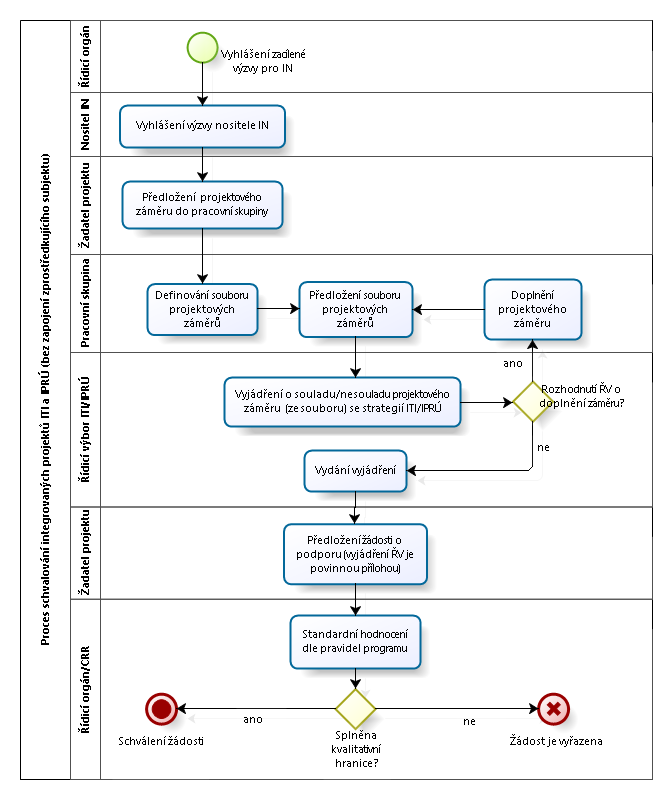 Proces schvalování integrovaných projektů ITI a IPRÚ (bez zapojení zprostředkujícího subjektu)
Řídicí orgán
Vyhlášení zacílené
výzvy pro IN
Nositel IN
Vyhlášení výzvy nositele IN
Žadatel projektu
Předložení projektového
záměru do pracovní skupiny
Pracovní skupina
Definování souboru
projektových
záměrů
Předložení souboru
projektových
záměrů
Doplnění
projektového
záměru
Řídicí výbor ITI/IPRÚ
Vyjádření o souladu/nesouladu projektového
záměru (ze souboru) se strategií ITI/IPRÚ
ano
Rozhodnutí ŘV o
doplnění záměru?
ne
Vydání vyjádření
Žadatel projektu
Předložení žádosti o
podporu (vyjádření ŘV je
povinnou přílohou)
Řídicí orgán/CRR
Standardní hodnocení
dle pravidel programu
ano
ne
Schválení žádosti
Splněna
kvalitativní
hranice?
Žádost je vyřazena